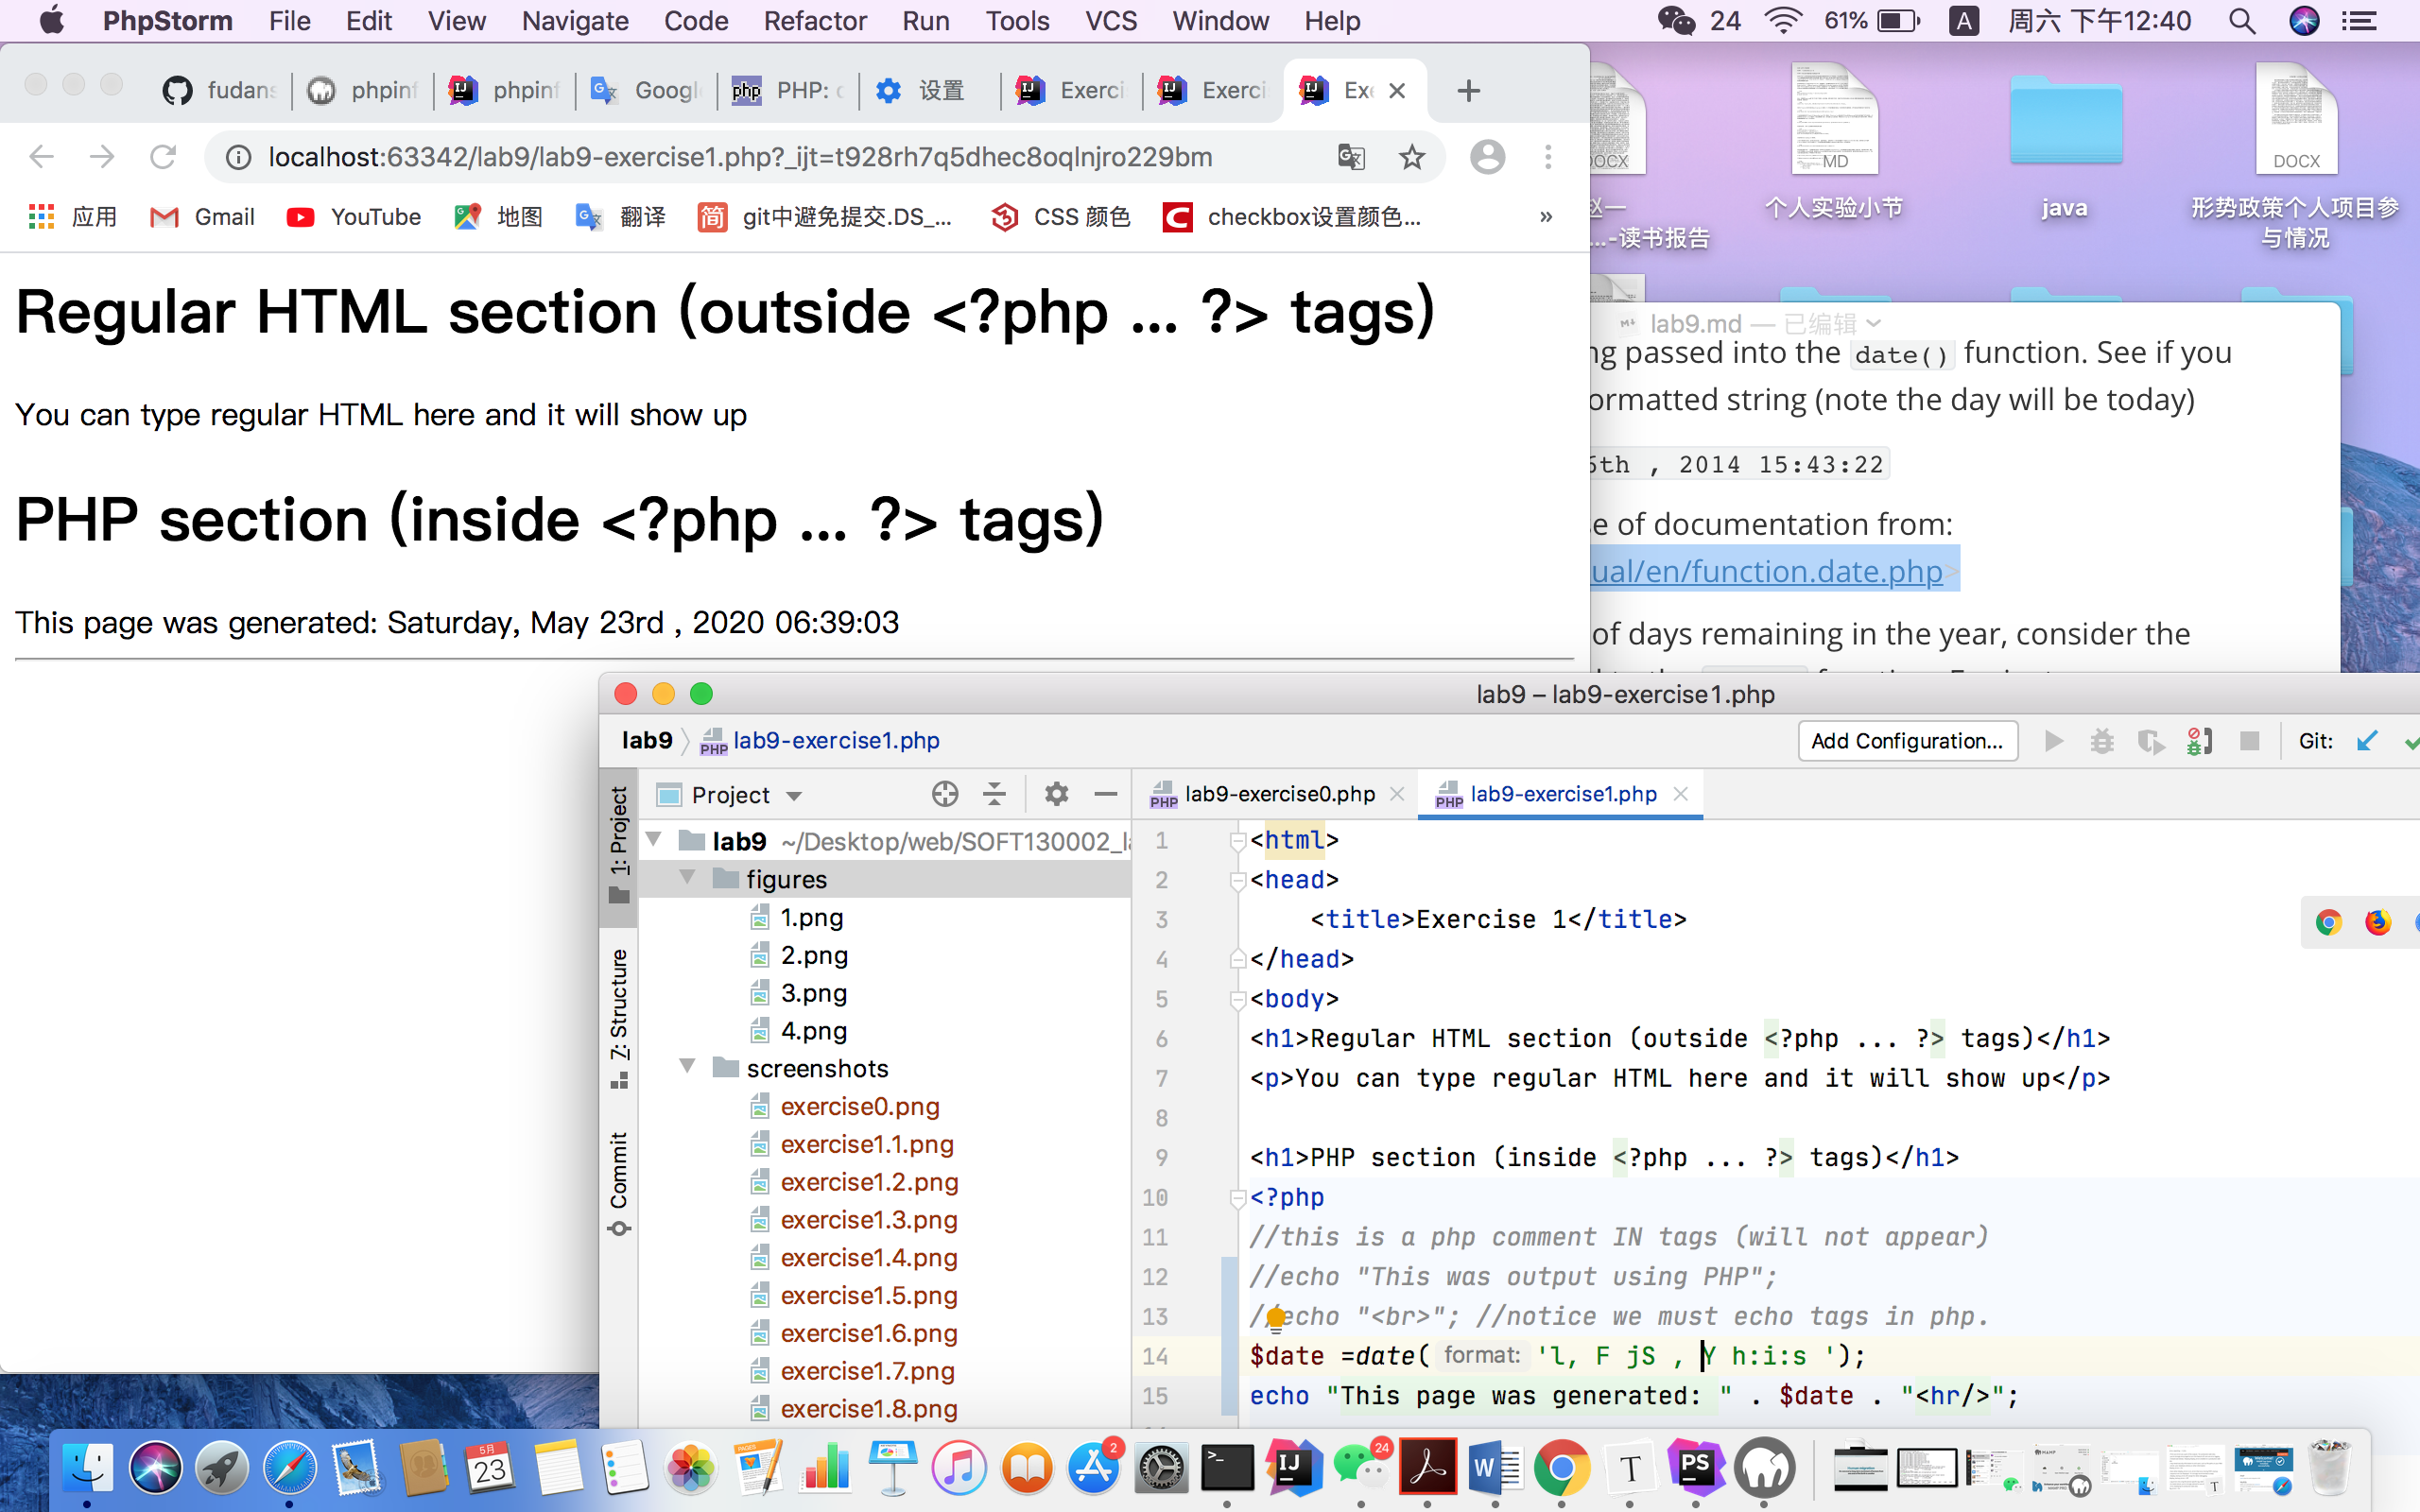 PhpStorm File Edit View Navigate Code Refactor Run Tools VCS Window Help 24 61% A 周六 下午12:40
fudans phpinf phpinf Googl PHP: 设置 Exerci Exerci Ex
localhost:63342/lab9/lab9-exercise1.php?_ijt=t928rh7q5dhec8oqlnjro229bm
应用 Gmail YouTube 地图 翻译 简 git中避免提交.DS_... CSS 颜色 checkbox设置颜色... »
Regular HTML section (outside <?php ... ?> tags)
You can type regular HTML here and it will show up
PHP section (inside <?php ... ?> tags)
This page was generated: Saturday, May 23rd , 2020 06:39:03
DOCX MD DOCX
个人实验小节 java 形势政策个人项目参
与情况
...-读书报告
lab9.md — 已编辑
passed into the date() function. See if you
ormatted string (note the day will be today)
th , 2014 15:43:22
e of documentation from:
ual/en/function.date.php>
of days remaining in the year, consider the
lab9 – lab9-exercise1.php
lab9 lab9-exercise1.php Add Configuration... Git:
Project lab9-exercise0.php lab9-exercise1.php
1: Project
7: Structure
Commit
lab9 ~/Desktop/web/SOFT130002_l
figures
1.png
2.png
3.png
4.png
screenshots
exercise0.png
exercise1.1.png
exercise1.2.png
exercise1.3.png
exercise1.4.png
exercise1.5.png
exercise1.6.png
exercise1.7.png
exercise1.8.png
1 <html>
2 <head>
3 <title>Exercise 1</title>
4 </head>
5 <body>
6 <h1>Regular HTML section (outside <?php ... ?> tags)</h1>
7 <p>You can type regular HTML here and it will show up</p>
8
9 <h1>PHP section (inside <?php ... ?> tags)</h1>
10 <?php
11 //this is a php comment IN tags (will not appear)
12 //echo "This was output using PHP";
13 //echo "<br>"; //notice we must echo tags in php.
14 $date =date( format: 'l, F jS , Y h:i:s ');
15 echo "This page was generated: " . $date . "<hr/>";
5月
23
2
24